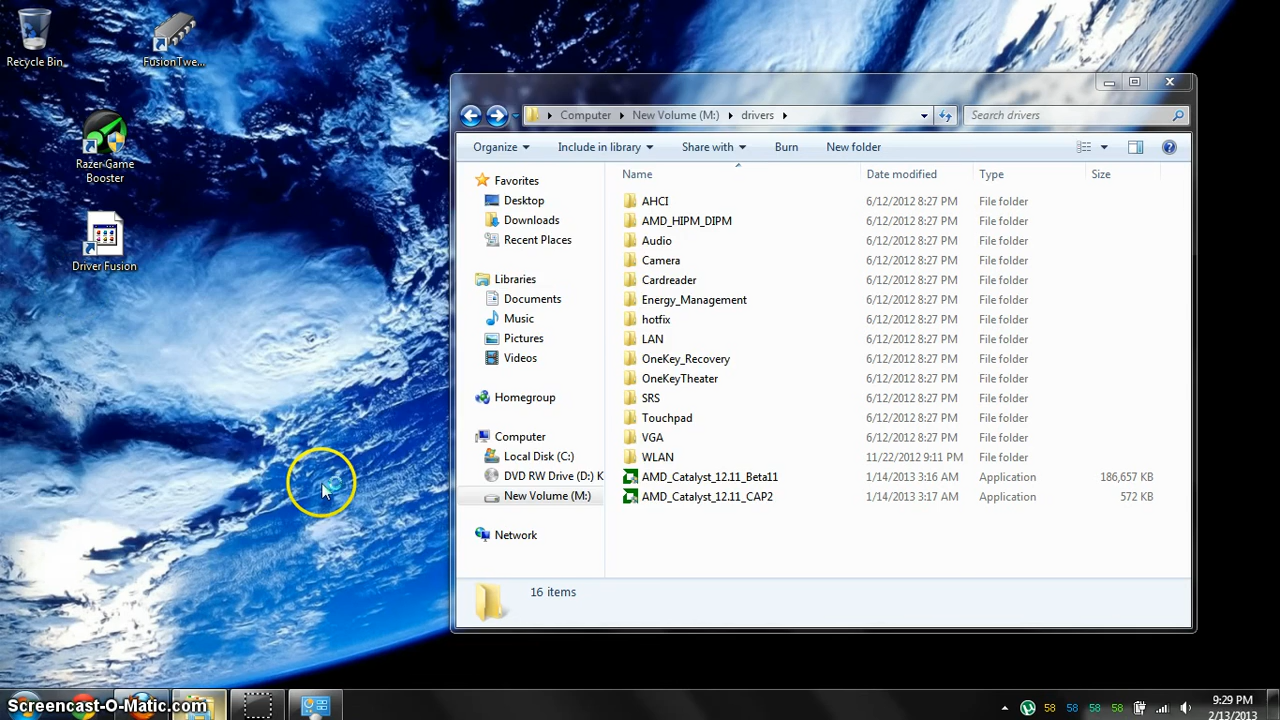 Recycle Bin
FusionTwe...
Razer Game
Booster
Driver Fusion
Computer New Volume (M:) drivers
Search drivers
Organize Include in library Share with Burn New folder
Name Date modified Type Size
Favorites
Desktop
Downloads
Recent Places
Libraries
Documents
Music
Pictures
Videos
Homegroup
Computer
Local Disk (C:)
DVD RW Drive (D:) K
New Volume (M:)
Network
AHCI 6/12/2012 8:27 PM File folder
AMD_HIPM_DIPM 6/12/2012 8:27 PM File folder
Audio 6/12/2012 8:27 PM File folder
Camera 6/12/2012 8:27 PM File folder
Cardreader 6/12/2012 8:27 PM File folder
Energy_Management 6/12/2012 8:27 PM File folder
hotfix 6/12/2012 8:27 PM File folder
LAN 6/12/2012 8:27 PM File folder
OneKey_Recovery 6/12/2012 8:27 PM File folder
OneKeyTheater 6/12/2012 8:27 PM File folder
SRS 6/12/2012 8:27 PM File folder
Touchpad 6/12/2012 8:27 PM File folder
VGA 6/12/2012 8:27 PM File folder
WLAN 11/22/2012 9:11 PM File folder
AMD_Catalyst_12.11_Beta11 1/14/2013 3:16 AM Application 186,657 KB
AMD_Catalyst_12.11_CAP2 1/14/2013 3:17 AM Application 572 KB
16 items
Screencast-O-Matic.com
58 58 58 58
9:29 PM
2/13/2013